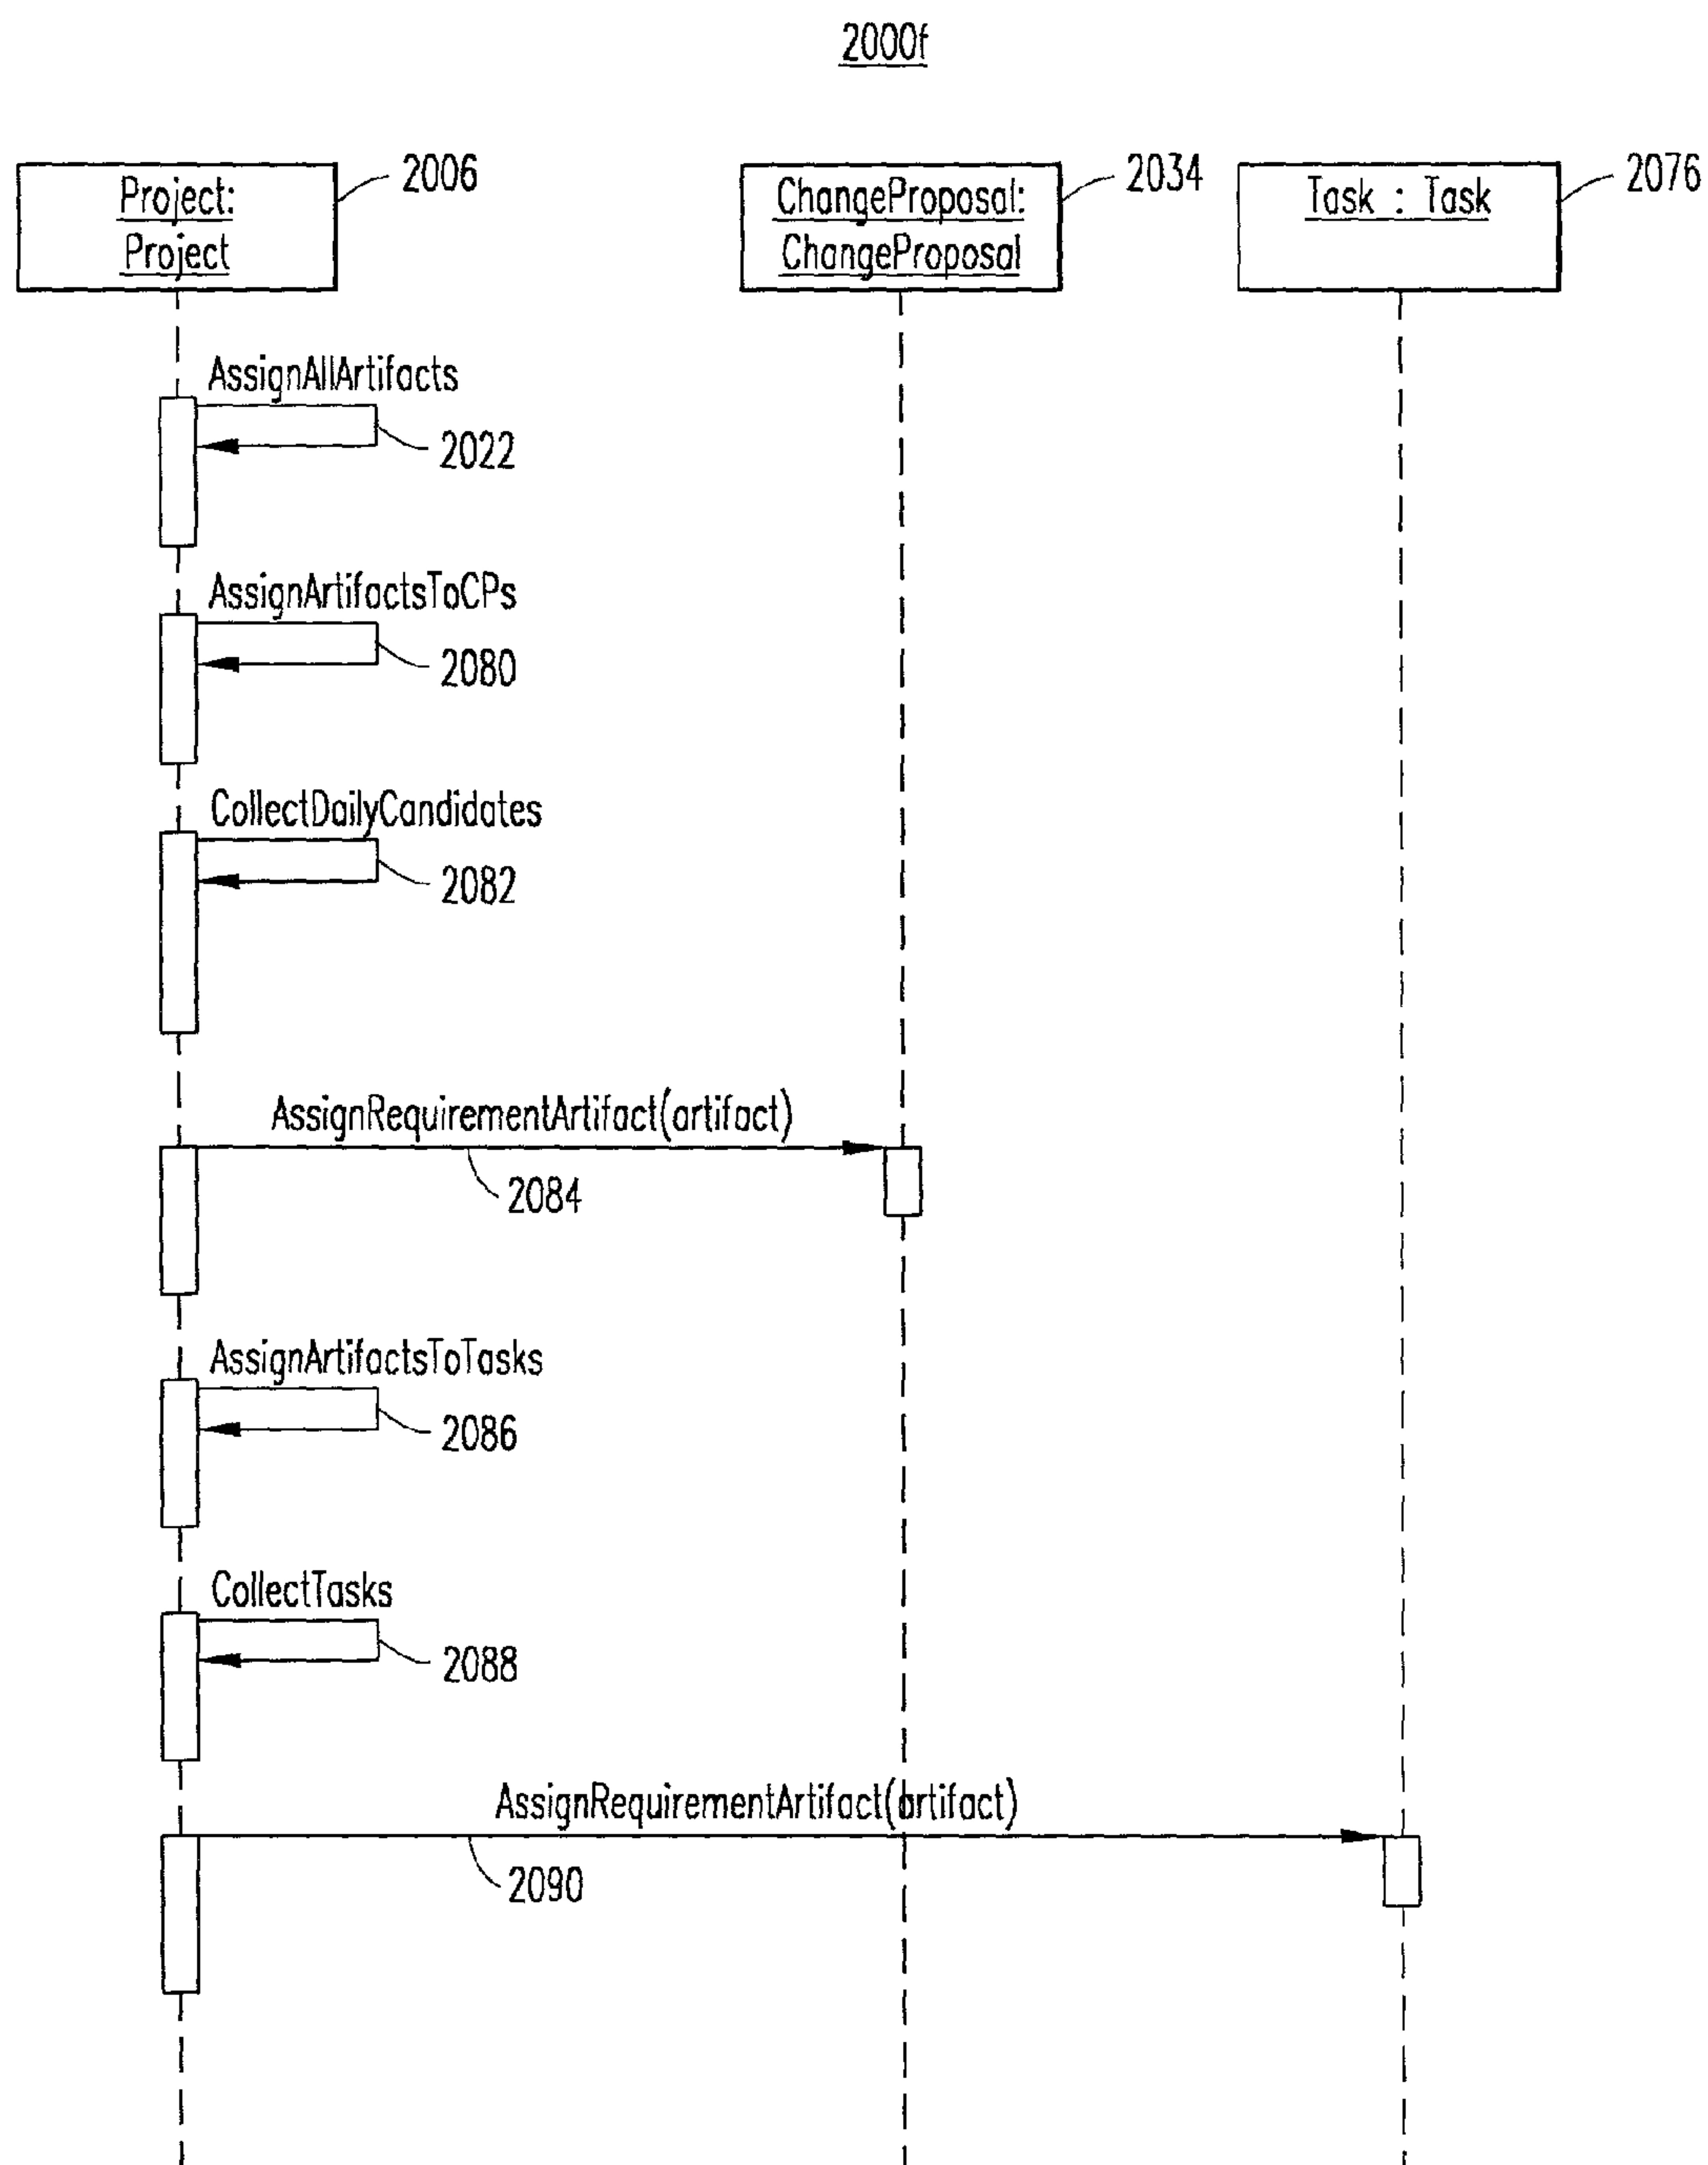 2000f
Project:
Project
2006
ChangeProposal:
ChangeProposal
2034
Task : Task
2076
AssignAllArtifacts
2022
AssignArtifactsToCPs
2080
CollectDailyCandidates
2082
AssignRequirementArtifact(artifact)
2084
AssignArtifactsToTasks
2086
CollectTasks
2088
AssignRequirementArtifact(artifact)
2090